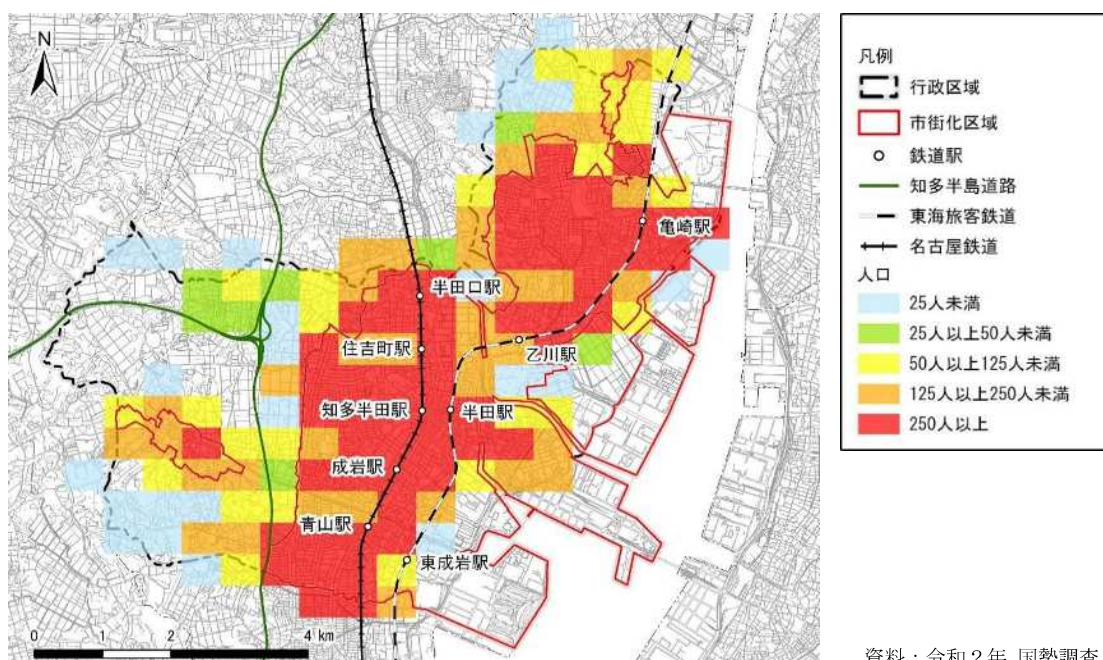 N
亀崎駅
半田口駅
住吉町駅
乙川駅
知多半田駅
半田駅
成岩駅
青山駅
東成岩駅
0 1 2 4 km
凡例
行政区域
市街化区域
鉄道駅
知多半島道路
東海旅客鉄道
名古屋鉄道
人口
25人未満
25人以上50人未満
50人以上125人未満
125人以上250人未満
250人以上
資料：令和２年 国勢調査